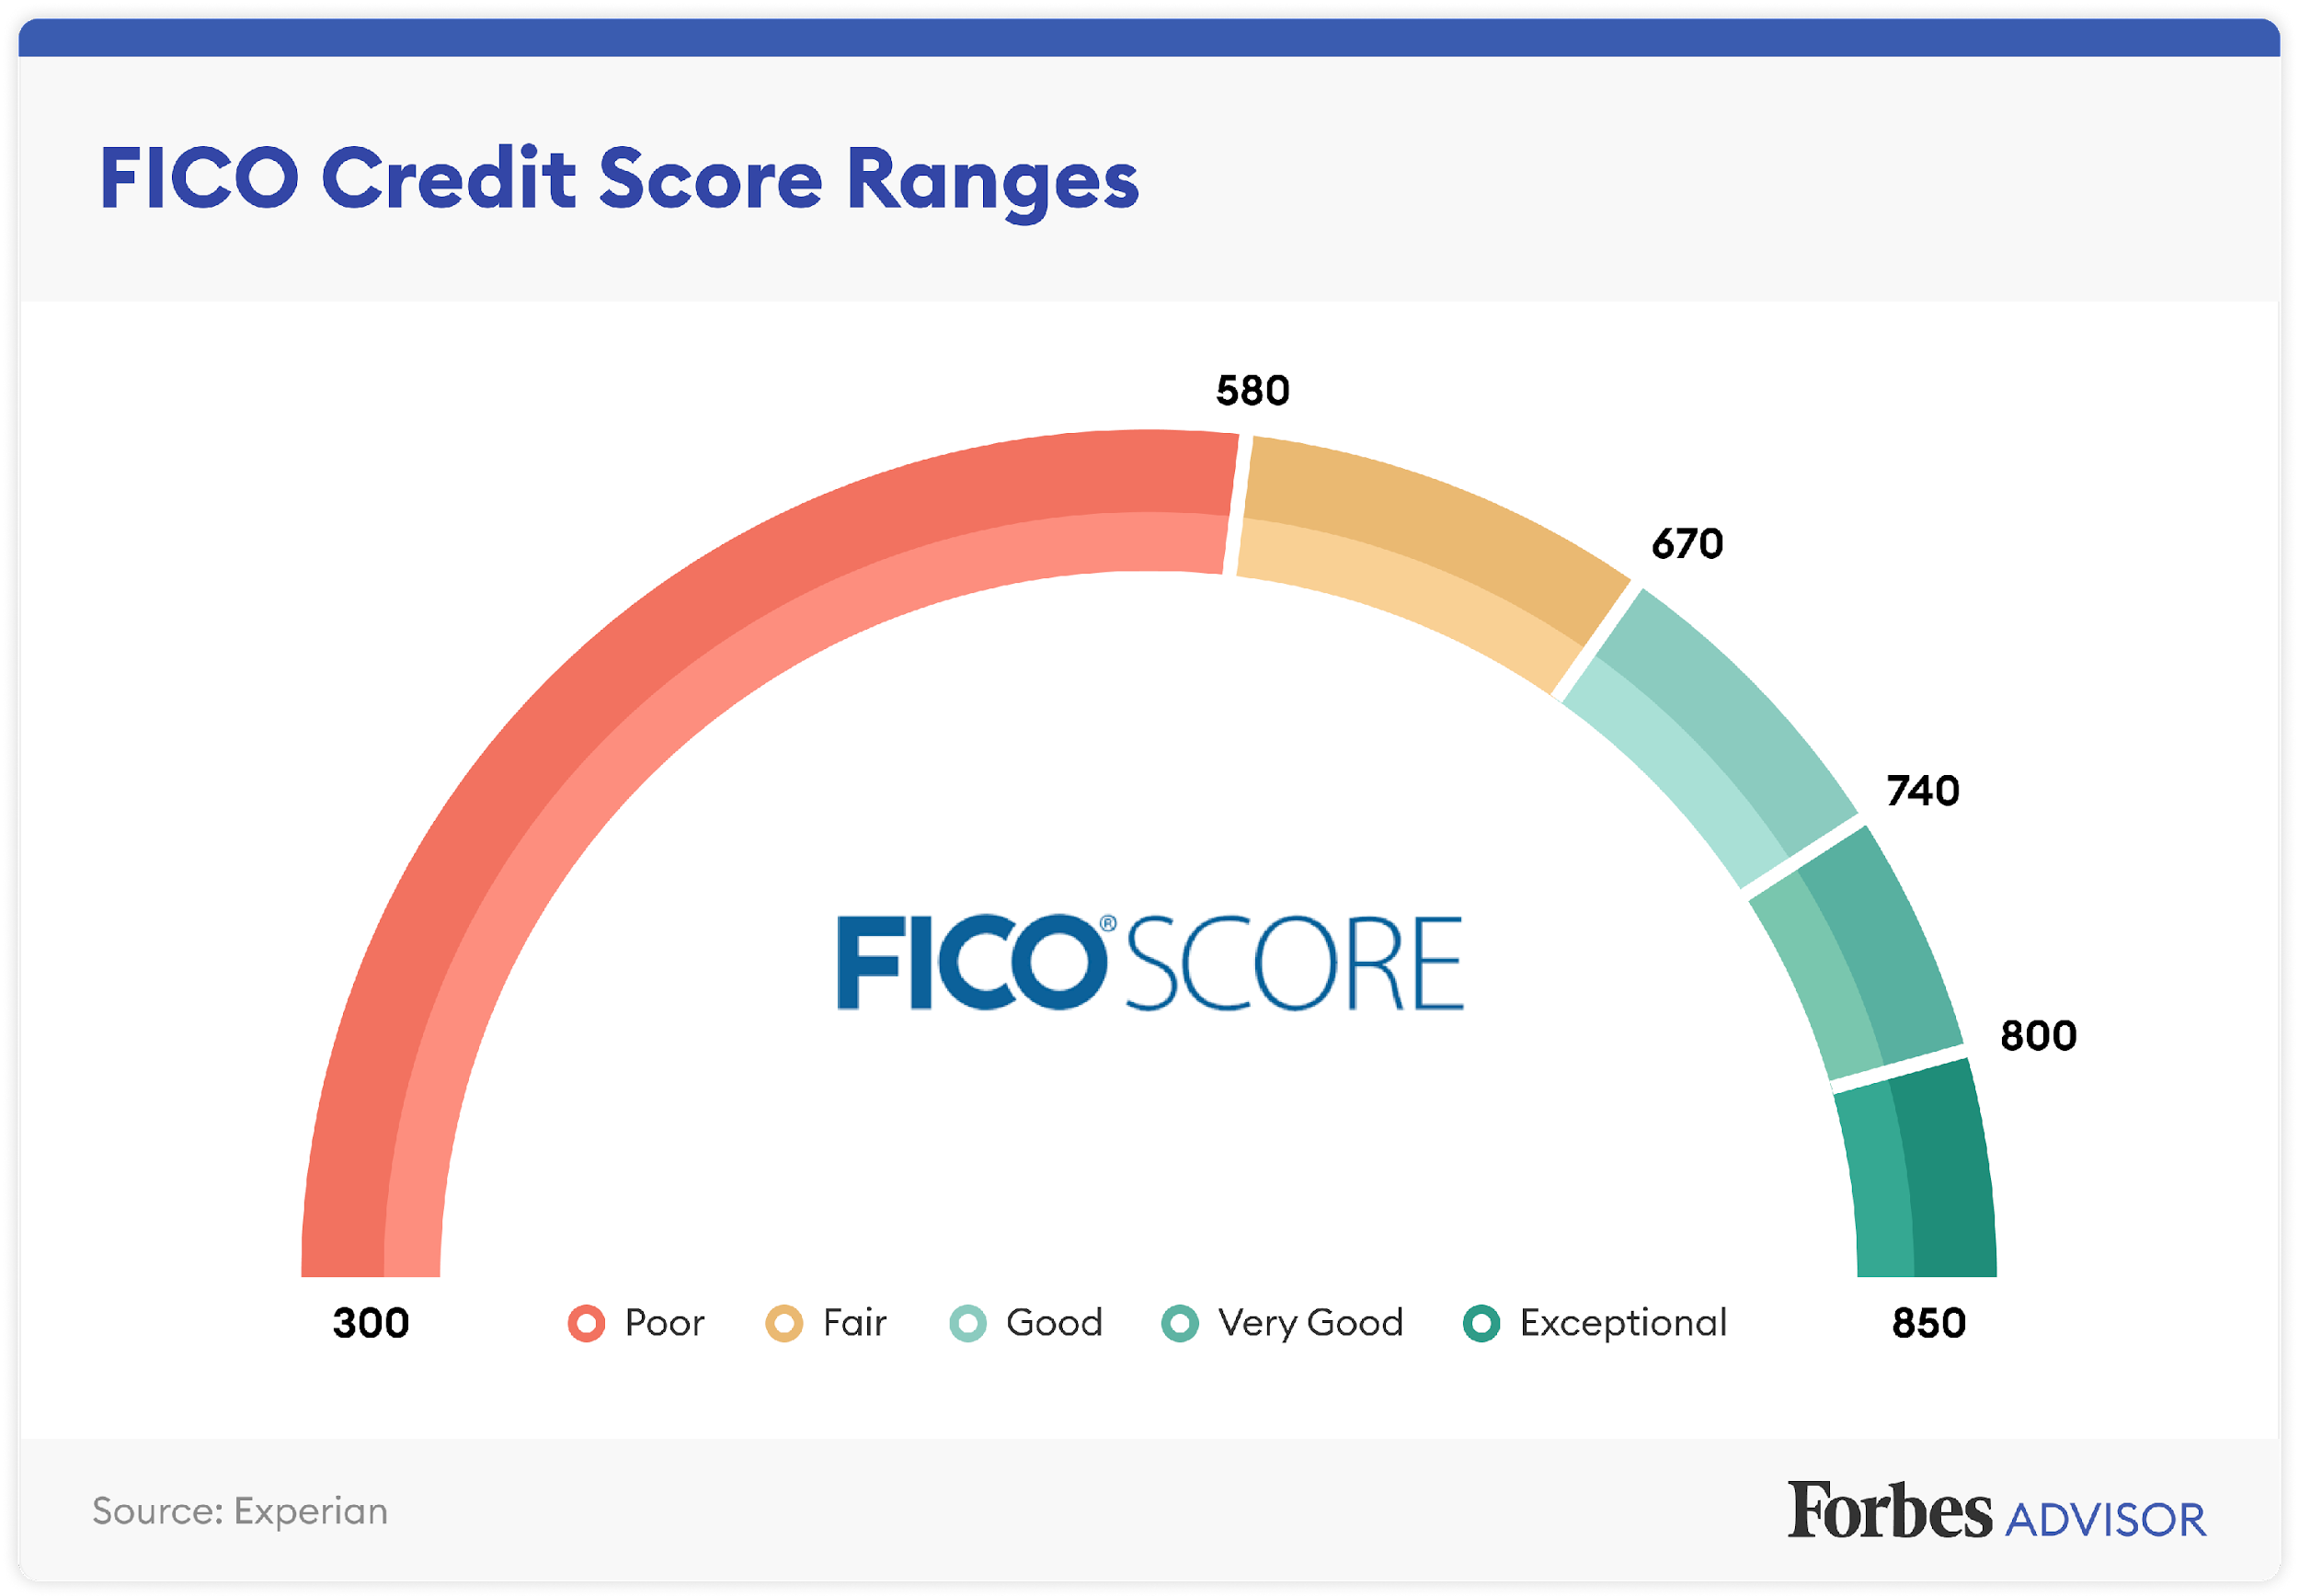 FICO Credit Score Ranges
580
670
740
FICO® SCORE
800
300
Poor
Fair
Good
Very Good
Exceptional
850
Source: Experian
Forbes ADVISOR